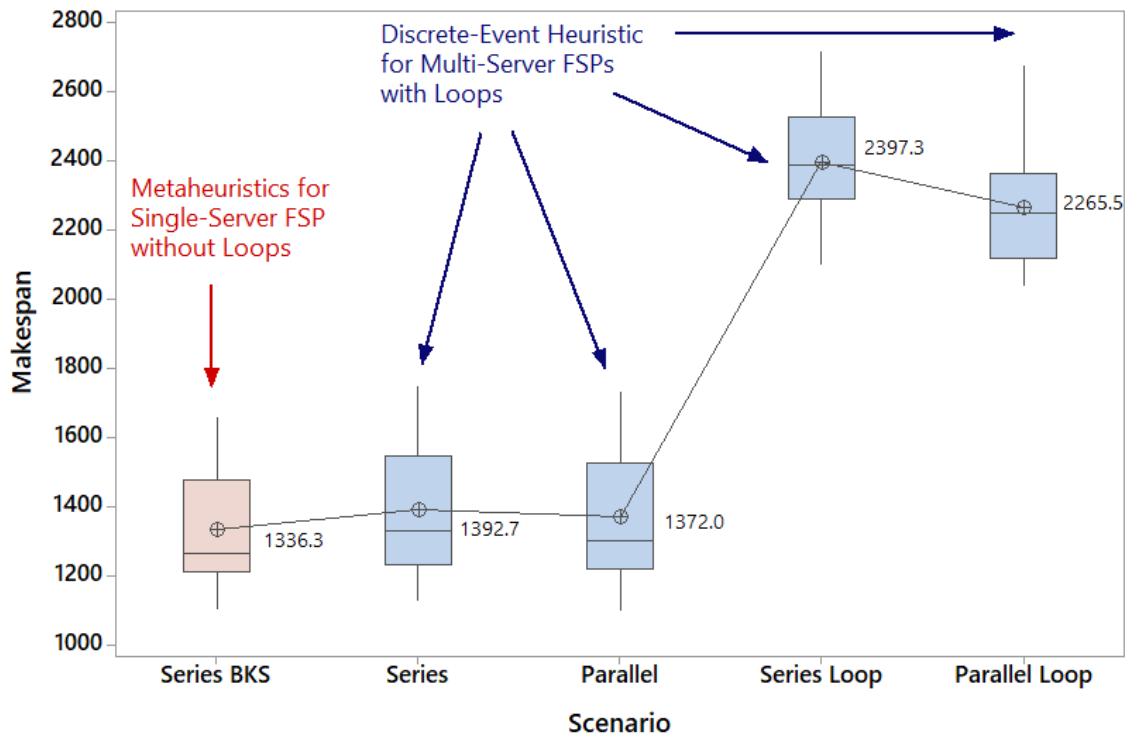 Discrete-Event Heuristic
for Multi-Server FSPs
with Loops
Metaheuristics for
Single-Server FSP
without Loops
Makespan
2800
2600
2400
2200
2000
1800
1600
1400
1200
1000
1336.3
1392.7
1372.0
2397.3
2265.5
Series BKS
Series
Parallel
Series Loop
Parallel Loop
Scenario